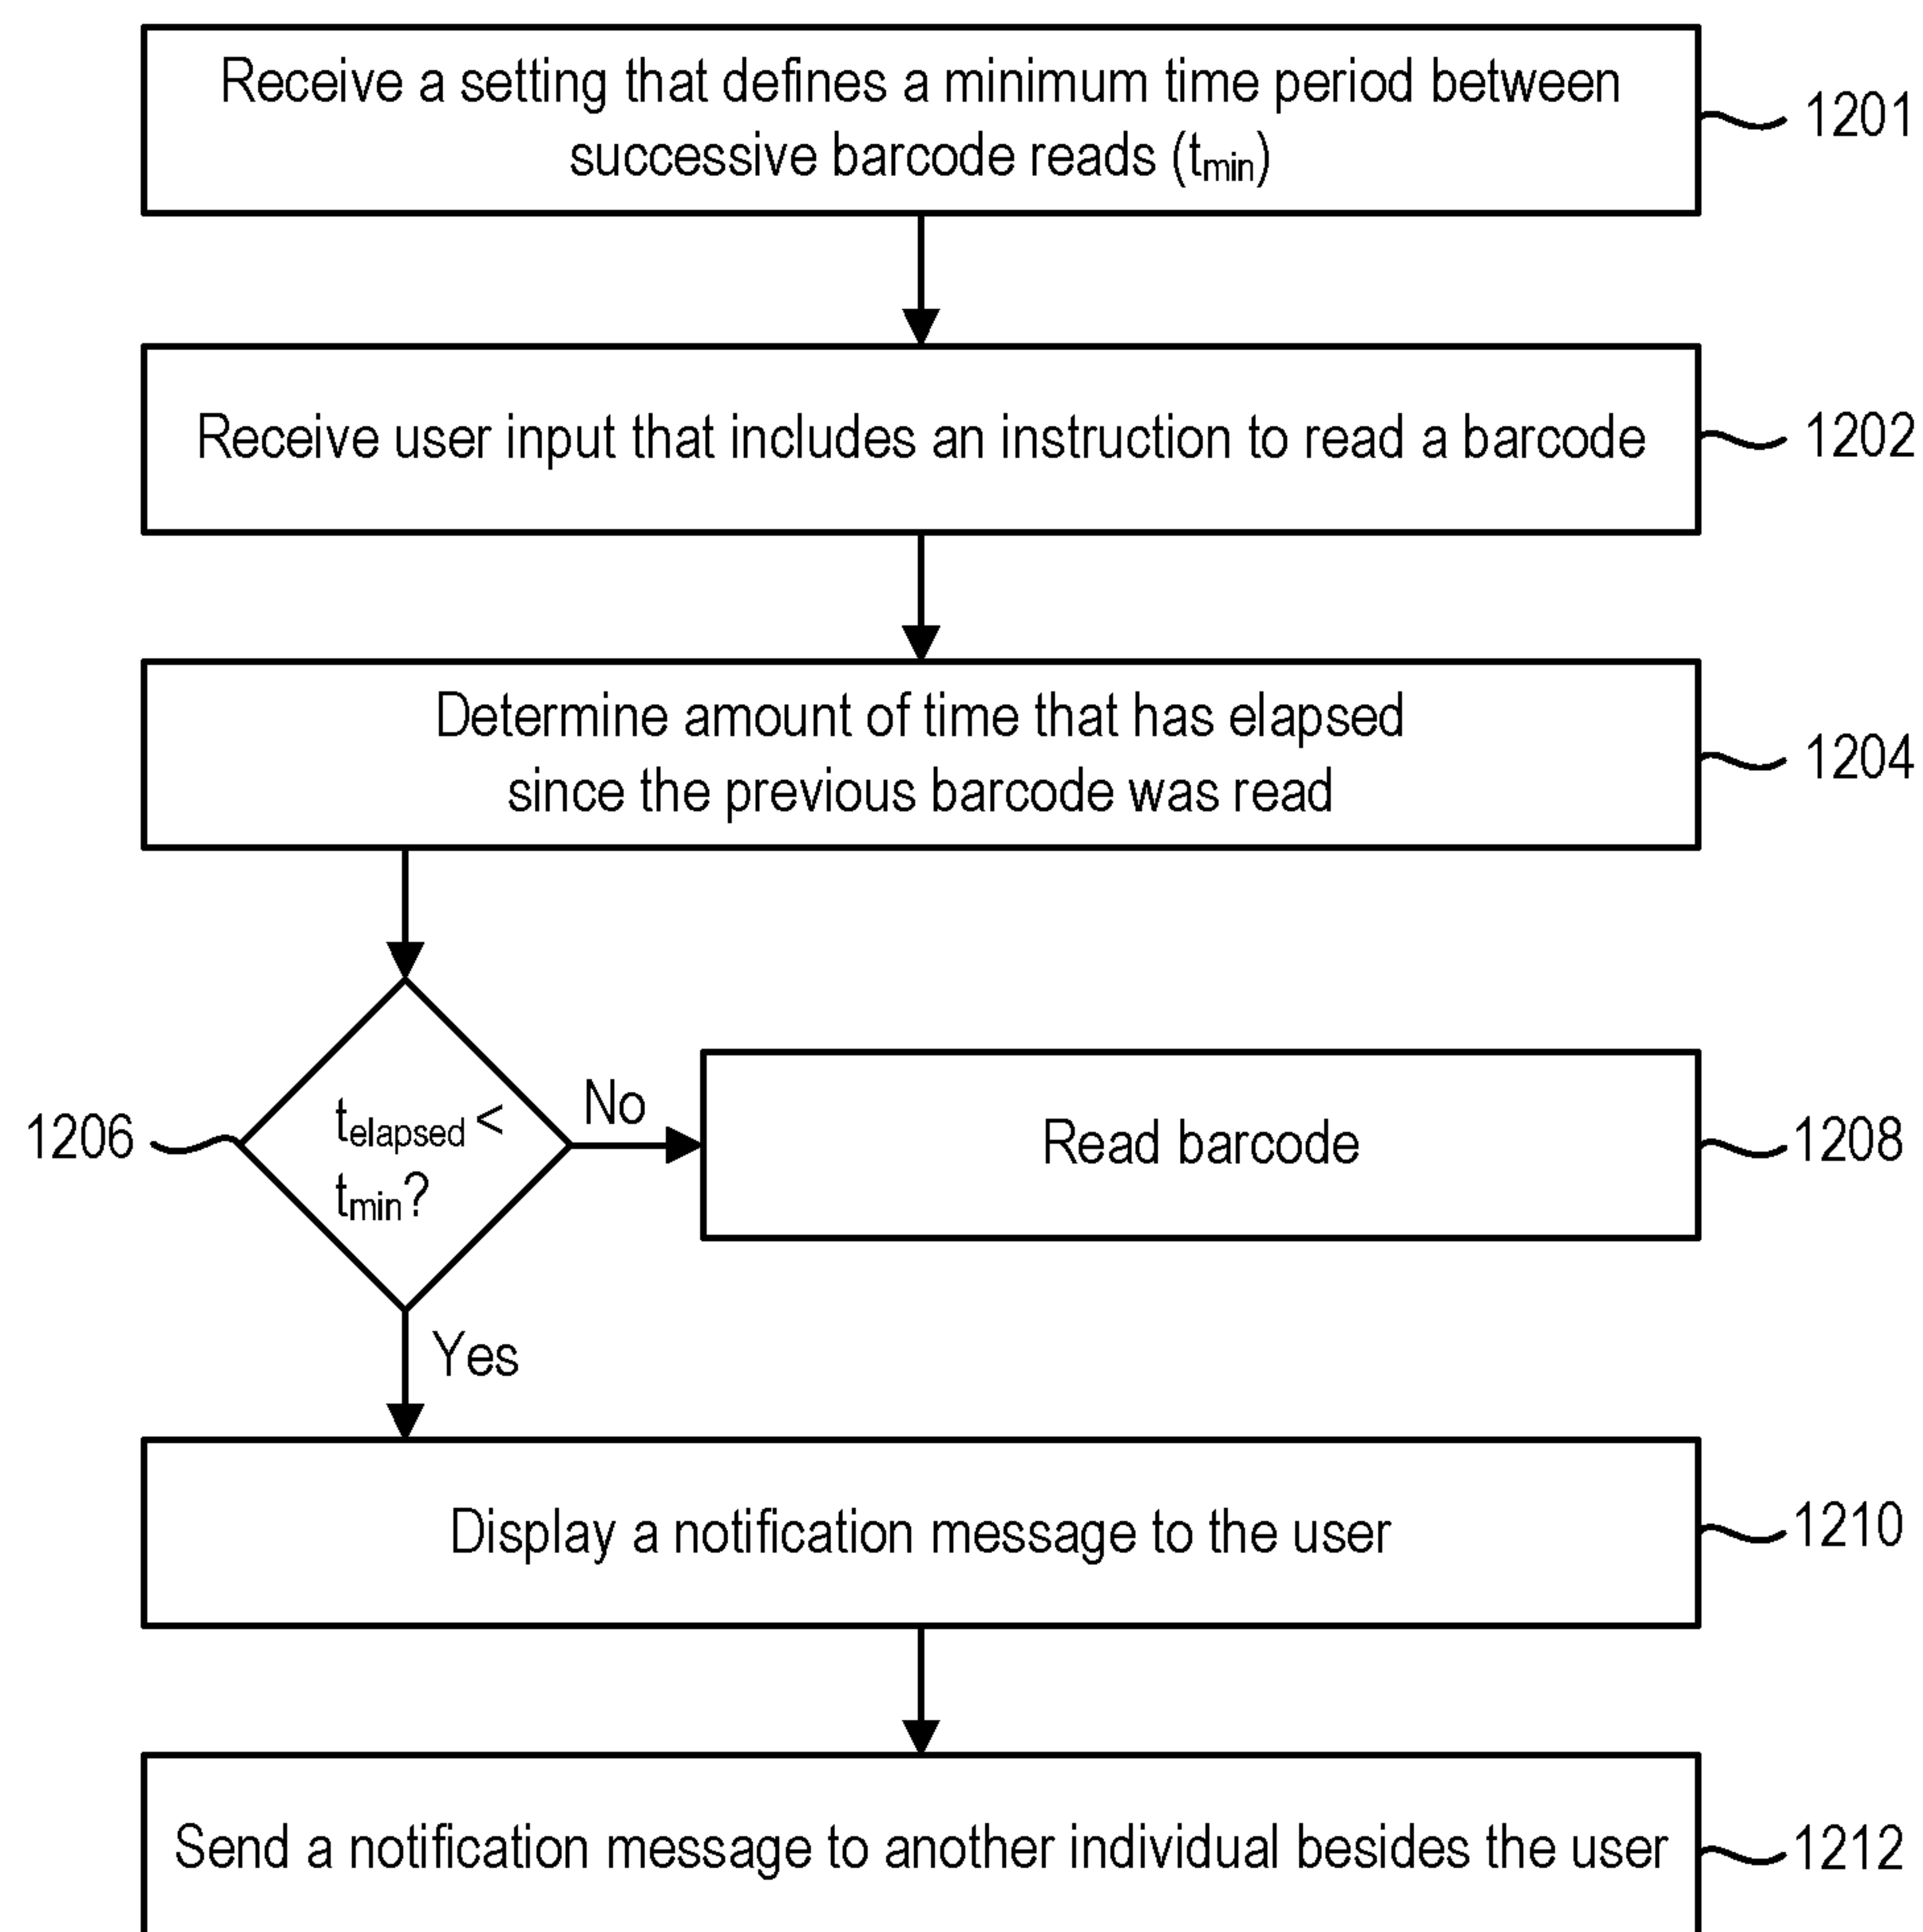 Receive a setting that defines a minimum time period between
successive barcode reads (tmin)
1201
Receive user input that includes an instruction to read a barcode
1202
Determine amount of time that has elapsed
since the previous barcode was read
1204
1206
telapsed <
tmin?
No
Read barcode
1208
Yes
Display a notification message to the user
1210
Send a notification message to another individual besides the user
1212